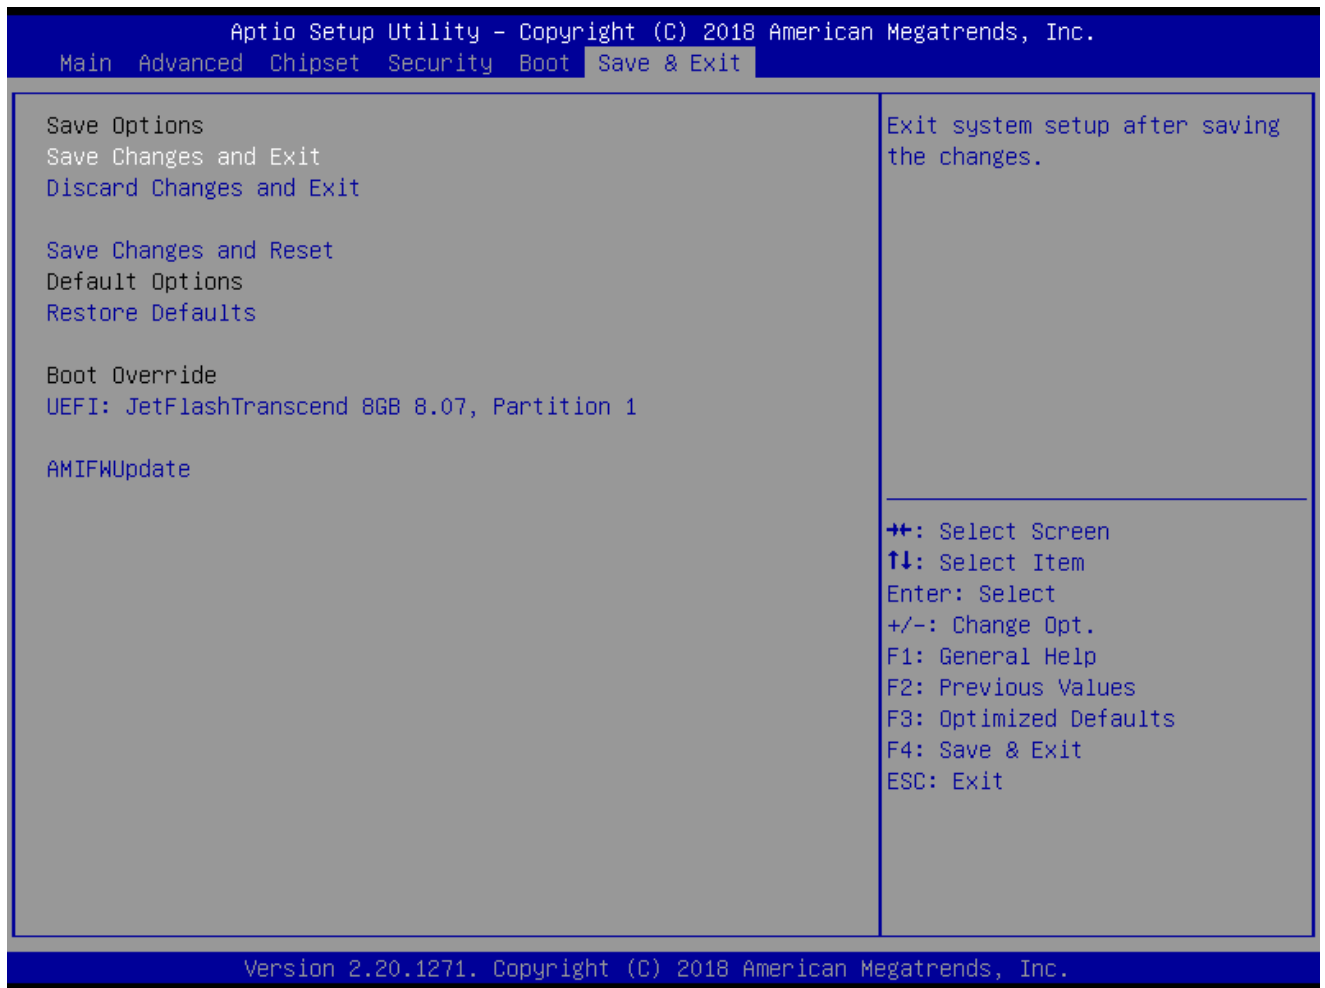 Aptio Setup Utility – Copyright (C) 2018 American Megatrends, Inc.
Main Advanced Chipset Security Boot Save & Exit
Save Options
Save Changes and Exit
Discard Changes and Exit
Save Changes and Reset
Default Options
Restore Defaults
Boot Override
UEFI: JetFlashTranscend 8GB 8.07, Partition 1
AMIFWUpdate
Exit system setup after saving
the changes.
→←: Select Screen
↑↓: Select Item
Enter: Select
+/-: Change Opt.
F1: General Help
F2: Previous Values
F3: Optimized Defaults
F4: Save & Exit
ESC: Exit
Version 2.20.1271. Copyright (C) 2018 American Megatrends, Inc.